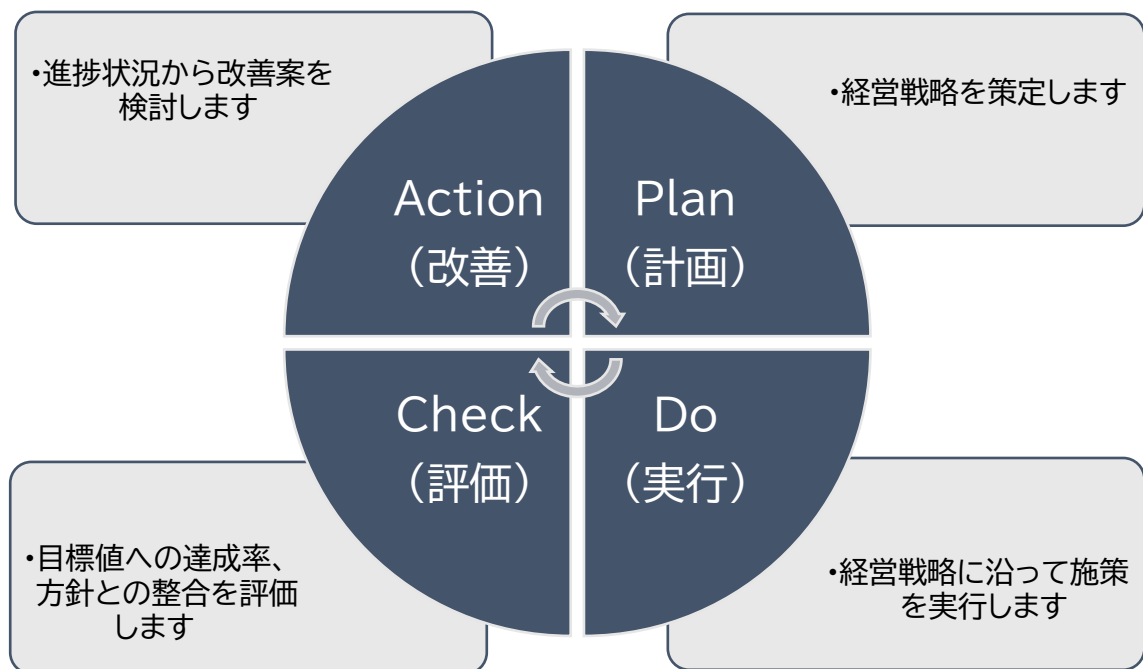 ・進捗状況から改善案を
検討します
・経営戦略を策定します
Action
(改善)
Plan
(計画)
Check
(評価)
Do
(実行)
・目標値への達成率、
方針との整合を評価
します
・経営戦略に沿って施策
を実行します